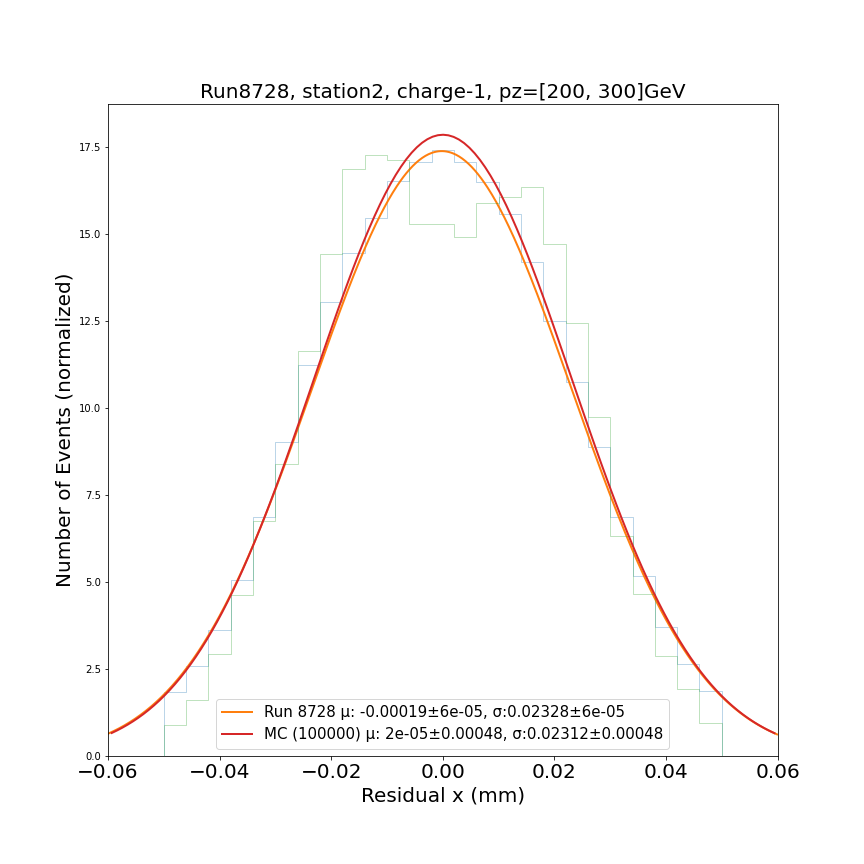 Run8728, station2, charge-1, pz=[200, 300]GeV
Number of Events (normalized)
17.5
15.0
12.5
10.0
7.5
5.0
2.5
0.0
Run 8728 μ: -0.00019±6e-05, σ:0.02328±6e-05
MC (100000) μ: 2e-05±0.00048, σ:0.02312±0.00048
−0.06 −0.04 −0.02 0.00 0.02 0.04 0.06
Residual x (mm)